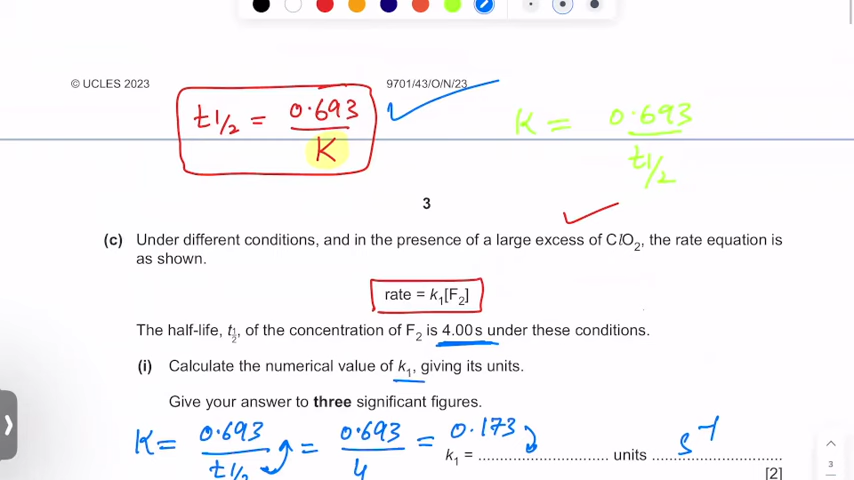 © UCLES 2023 9701/43/O/N/23
t1/2 = 0.693 / K
K = 0.693 / t1/2
3
(c) Under different conditions, and in the presence of a large excess of ClO2, the rate equation is
as shown.
rate = k1[F2]
The half-life, t1/2, of the concentration of F2 is 4.00 s under these conditions.
(i) Calculate the numerical value of k1, giving its units.
Give your answer to three significant figures.
K = 0.693 / t1/2 = 0.693 / 4 = 0.173
k1 = .................................. units s-1 ..................................
[2]
3